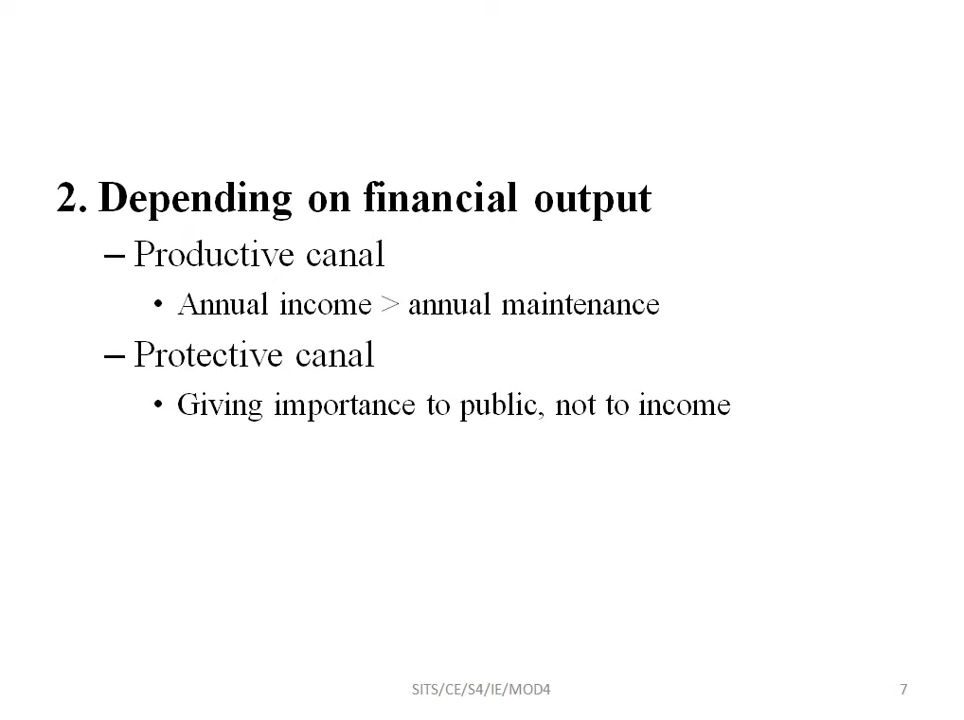 2. Depending on financial output
– Productive canal
• Annual income > annual maintenance
– Protective canal
• Giving importance to public, not to income
SITS/CE/S4/IE/MOD4
7